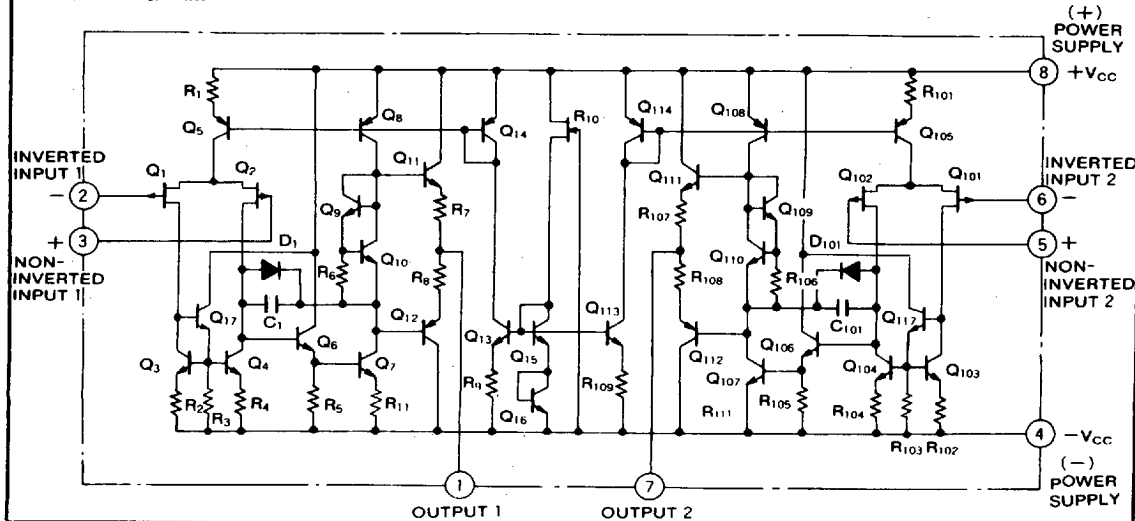 (+)
POWER
SUPPLY
8 +VCC
R1
Q5
Q8
Q14
R10
Q114
Q108
R101
Q105
INVERTED
INPUT 1
− 2
Q1
Q2
Q11
R7
Q111
R107
Q102
Q101
INVERTED
INPUT 2
6 −
+ 3
NON-
INVERTED
INPUT 1
Q9
Q109
5 +
NON-
INVERTED
INPUT 2
D1
R6
Q10
R8
R108
Q110
R106
D101
C1
Q17
Q12
Q13
Q113
Q112
C101
Q117
Q3
Q4
Q6
Q7
Q15
Q106
Q104
Q103
R2
R3
R4
R5
R11
R9
Q16
R109
Q107
R111
R105
R104
R103
R102
4 −VCC
(−)
POWER
SUPPLY
1
7
OUTPUT 1
OUTPUT 2